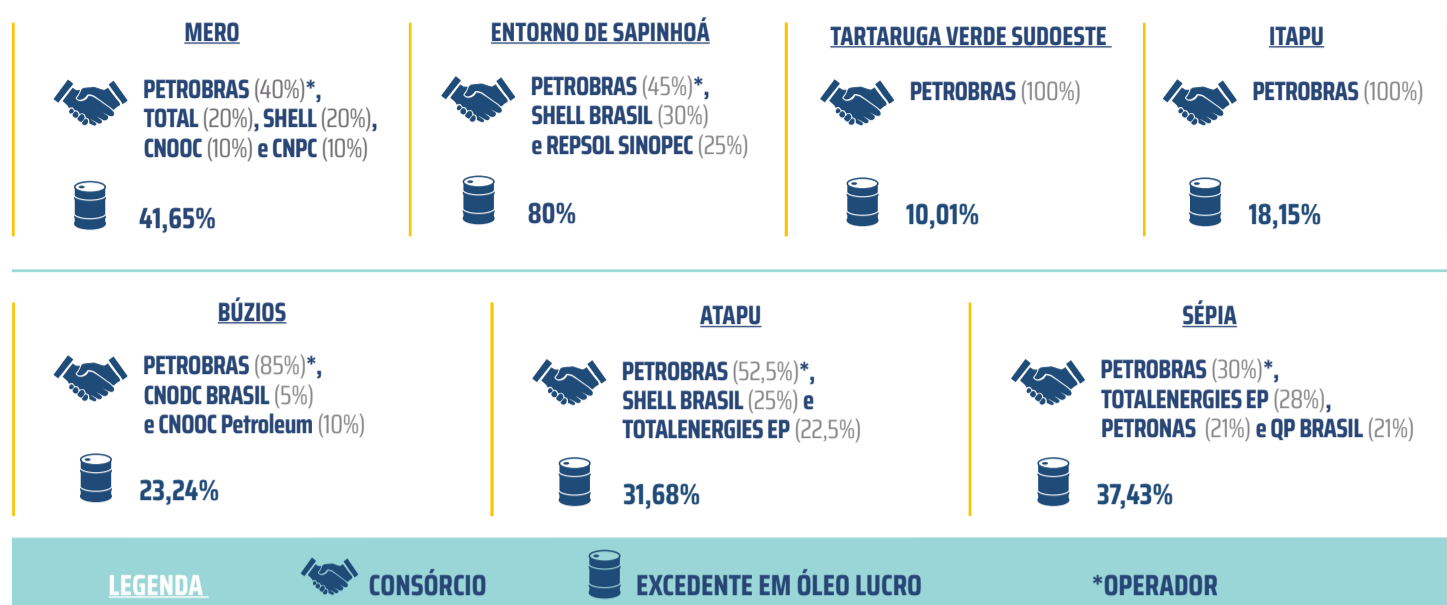 MERO
PETROBRAS (40%)*,
TOTAL (20%), SHELL (20%),
CNOOC (10%) e CNPC (10%)
41,65%
ENTORNO DE SAPINHOÁ
PETROBRAS (45%)*,
SHELL BRASIL (30%)
e REPSOL SINOPEC (25%)
80%
TARTARUGA VERDE SUDOESTE
PETROBRAS (100%)
10,01%
ITAPU
PETROBRAS (100%)
18,15%
BÚZIOS
PETROBRAS (85%)*,
CNODC BRASIL (5%)
e CNOOC Petroleum (10%)
23,24%
ATAPU
PETROBRAS (52,5%)*,
SHELL BRASIL (25%) e
TOTALENERGIES EP (22,5%)
31,68%
SÉPIA
PETROBRAS (30%)*,
TOTALENERGIES EP (28%),
PETRONAS (21%) e QP BRASIL (21%)
37,43%
LEGENDA
CONSÓRCIO
EXCEDENTE EM ÓLEO LUCRO
*OPERADOR